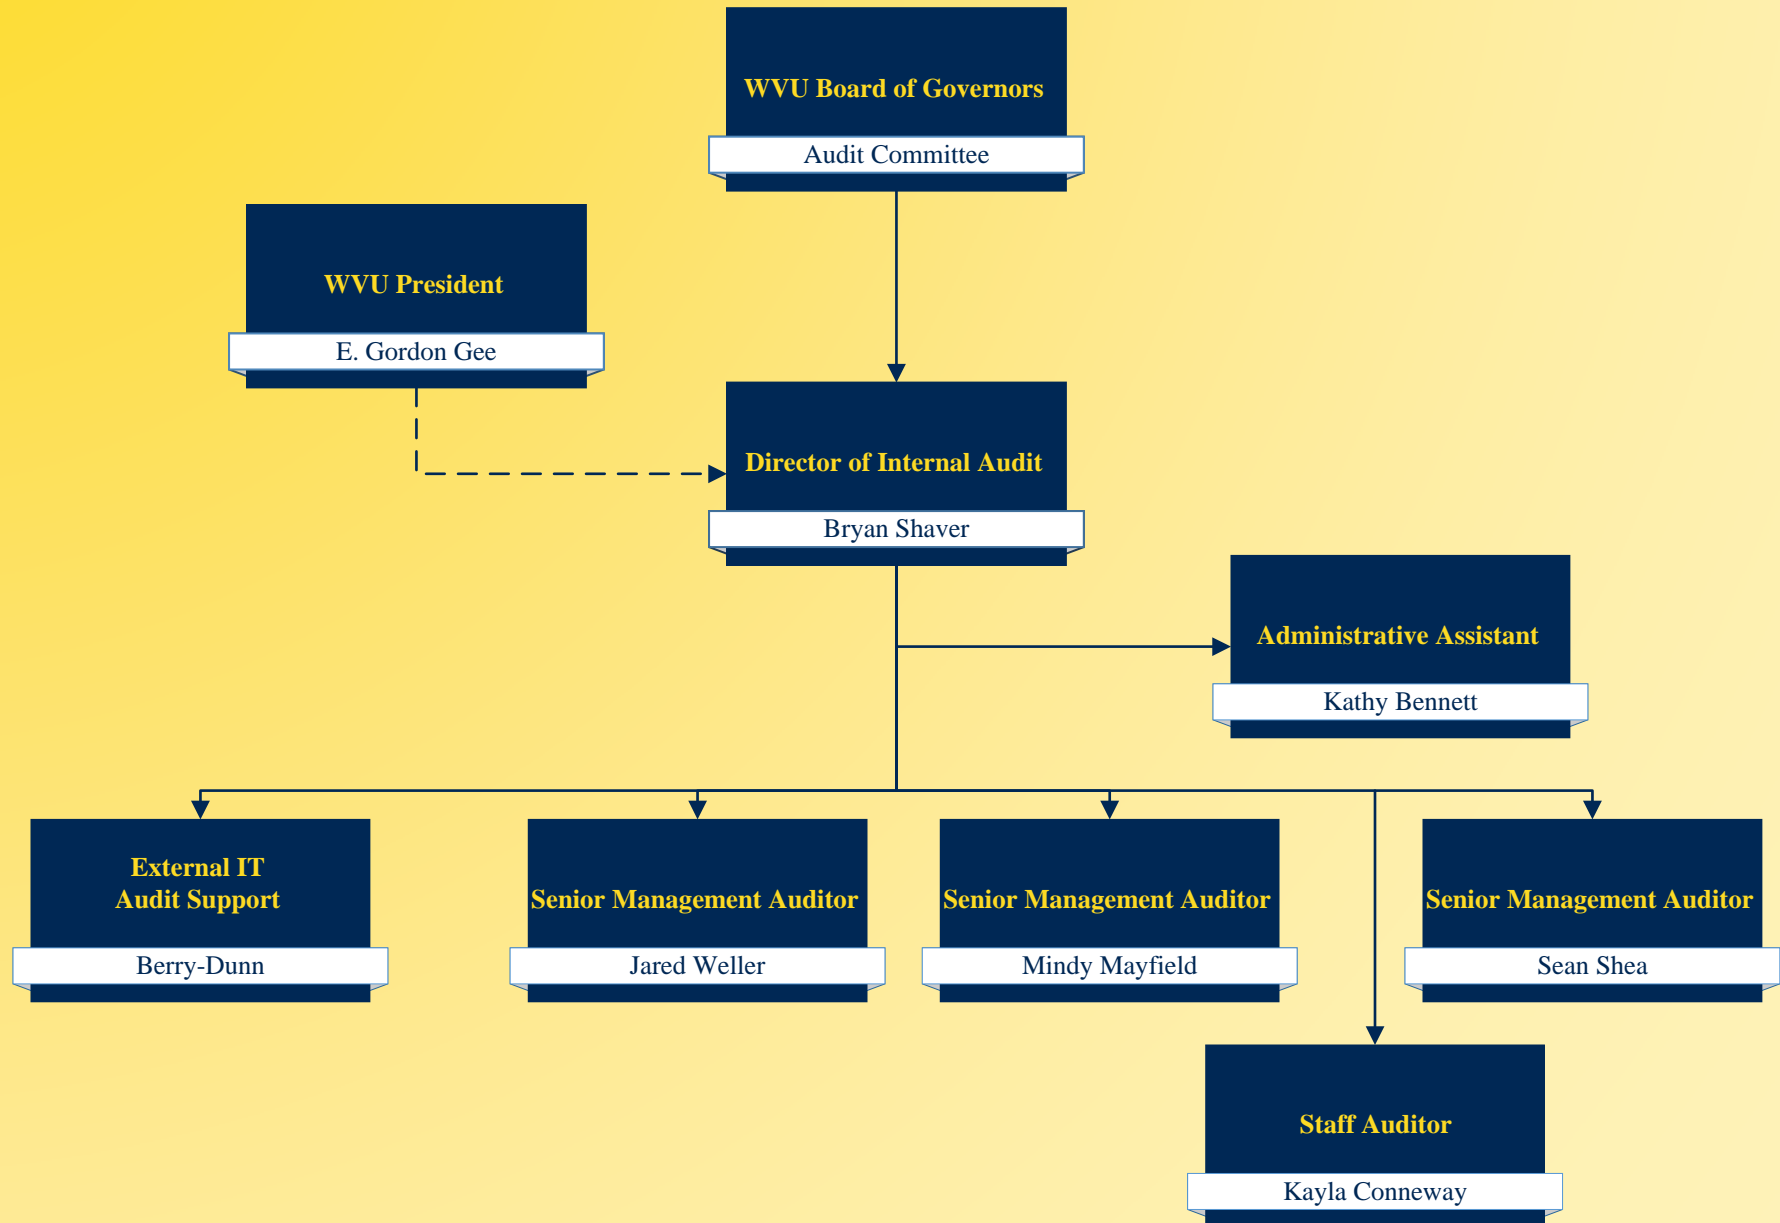 WVU Board of Governors
Audit Committee
WVU President
E. Gordon Gee
Director of Internal Audit
Bryan Shaver
Administrative Assistant
Kathy Bennett
External IT
Audit Support
Berry-Dunn
Senior Management Auditor
Jared Weller
Senior Management Auditor
Mindy Mayfield
Senior Management Auditor
Sean Shea
Staff Auditor
Kayla Conneway